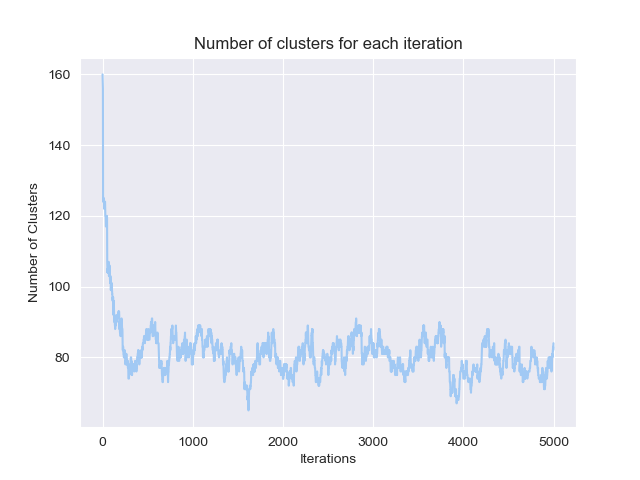 Number of clusters for each iteration
160
140
120
100
80
Number of Clusters
0 1000 2000 3000 4000 5000
Iterations